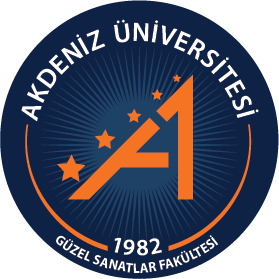 AKDENİZ ÜNİVERSİTESİ
A
1982
GÜZEL SANATLAR FAKÜLTESİ